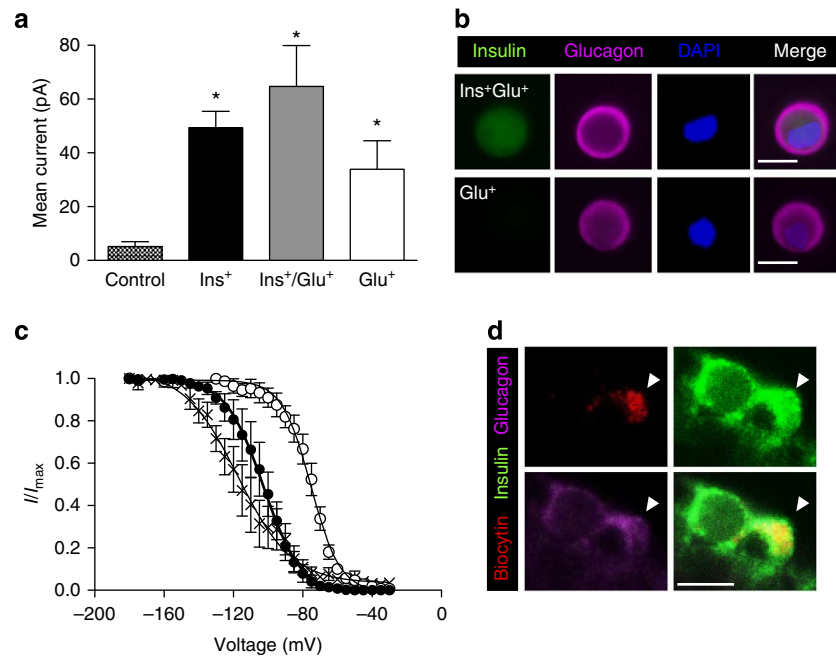 a
80
60
40
20
0
Mean current (pA)
*
*
*
Control
Ins⁺
Ins⁺/Glu⁺
Glu⁺
b
Insulin
Glucagon
DAPI
Merge
Ins⁺Glu⁺
Glu⁺
c
1.0
0.8
0.6
0.4
0.2
0.0
I/Imax
–200
–160
–120
–80
–40
0
Voltage (mV)
d
Biocytin Insulin Glucagon